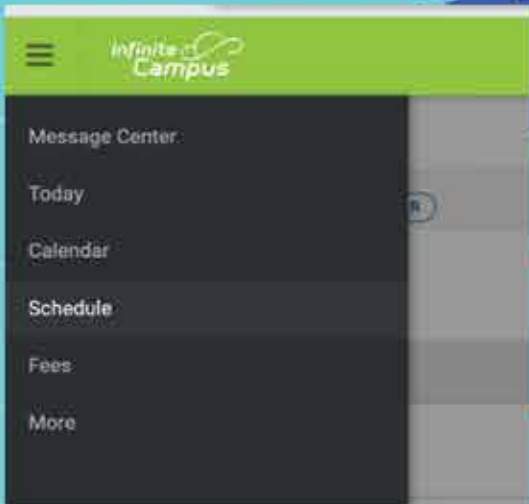 Infinite
Campus
Message Center
Today
Calendar
Schedule
Fees
More